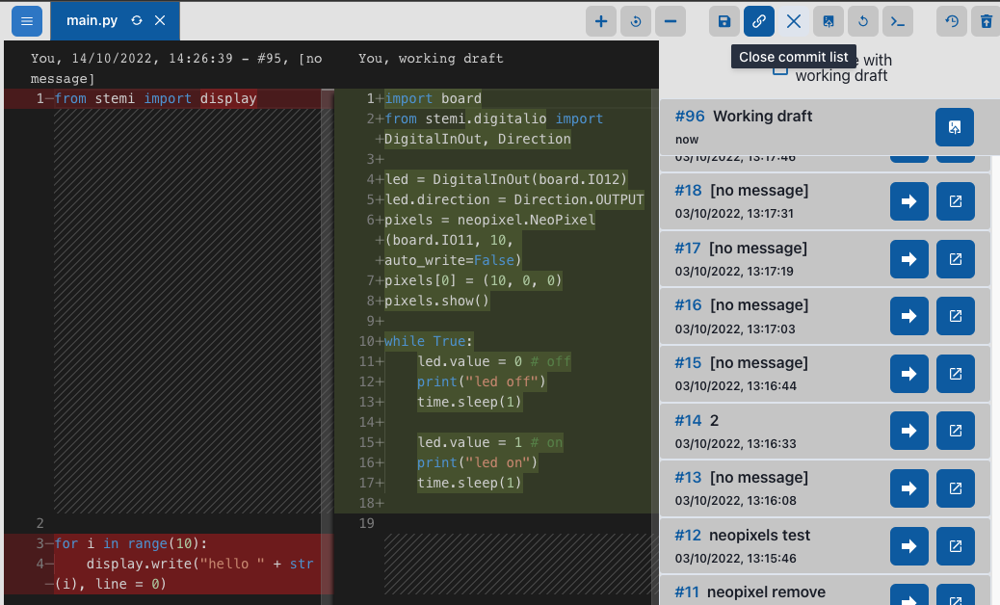 main.py
Close commit list
e with
working draft
You, 14/10/2022, 14:26:39 – #95, [no
message]
1—from stemi import display
2
3—for i in range(10):
4—    display.write("hello " + str
—(i), line = 0)
You, working draft
1+import board
2+from stemi.digitalio import
+DigitalInOut, Direction
3+
4+led = DigitalInOut(board.IO12)
5+led.direction = Direction.OUTPUT
6+pixels = neopixel.NeoPixel
+(board.IO11, 10,
+auto_write=False)
7+pixels[0] = (10, 0, 0)
8+pixels.show()
9+
10+while True:
11+    led.value = 0 # off
12+    print("led off")
13+    time.sleep(1)
14+
15+    led.value = 1 # on
16+    print("led on")
17+    time.sleep(1)
18+
19
#96 Working draft
now
03/10/2022, 13:17:46
#18 [no message]
03/10/2022, 13:17:31
#17 [no message]
03/10/2022, 13:17:19
#16 [no message]
03/10/2022, 13:17:03
#15 [no message]
03/10/2022, 13:16:44
#14 2
03/10/2022, 13:16:33
#13 [no message]
03/10/2022, 13:16:08
#12 neopixels test
03/10/2022, 13:15:46
#11 neopixel remove